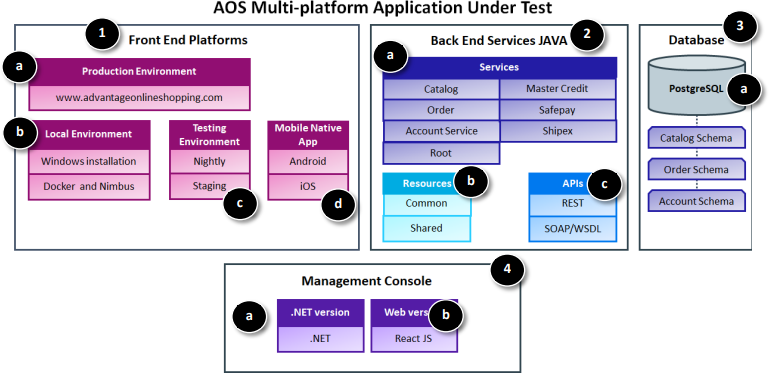 AOS Multi-platform Application Under Test
1
Front End Platforms
a
Production Environment
www.advantageonlineshopping.com
b
Local Environment
Windows installation
Docker and Nimbus
Testing
Environment
Nightly
Staging
c
Mobile Native
App
Android
iOS
d
2
Back End Services JAVA
a
Services
Catalog
Master Credit
Order
Safepay
Account Service
Shipex
Root
Resources
b
Common
Shared
APIs
c
REST
SOAP/WSDL
3
Database
PostgreSQL
a
Catalog Schema
Order Schema
Account Schema
4
Management Console
a
.NET version
.NET
Web vers
b
React JS